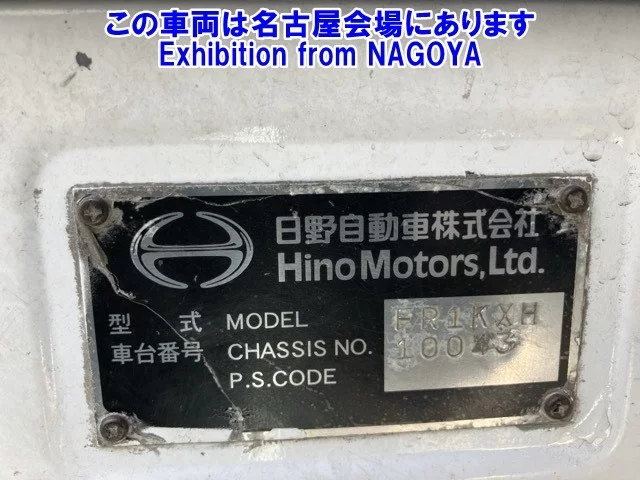 この車両は名古屋会場にあります
Exhibition from NAGOYA
日野自動車株式会社
Hino Motors, Ltd.
型 式 MODEL FR1KXH
車台番号 CHASSIS NO. 10043
P.S.CODE